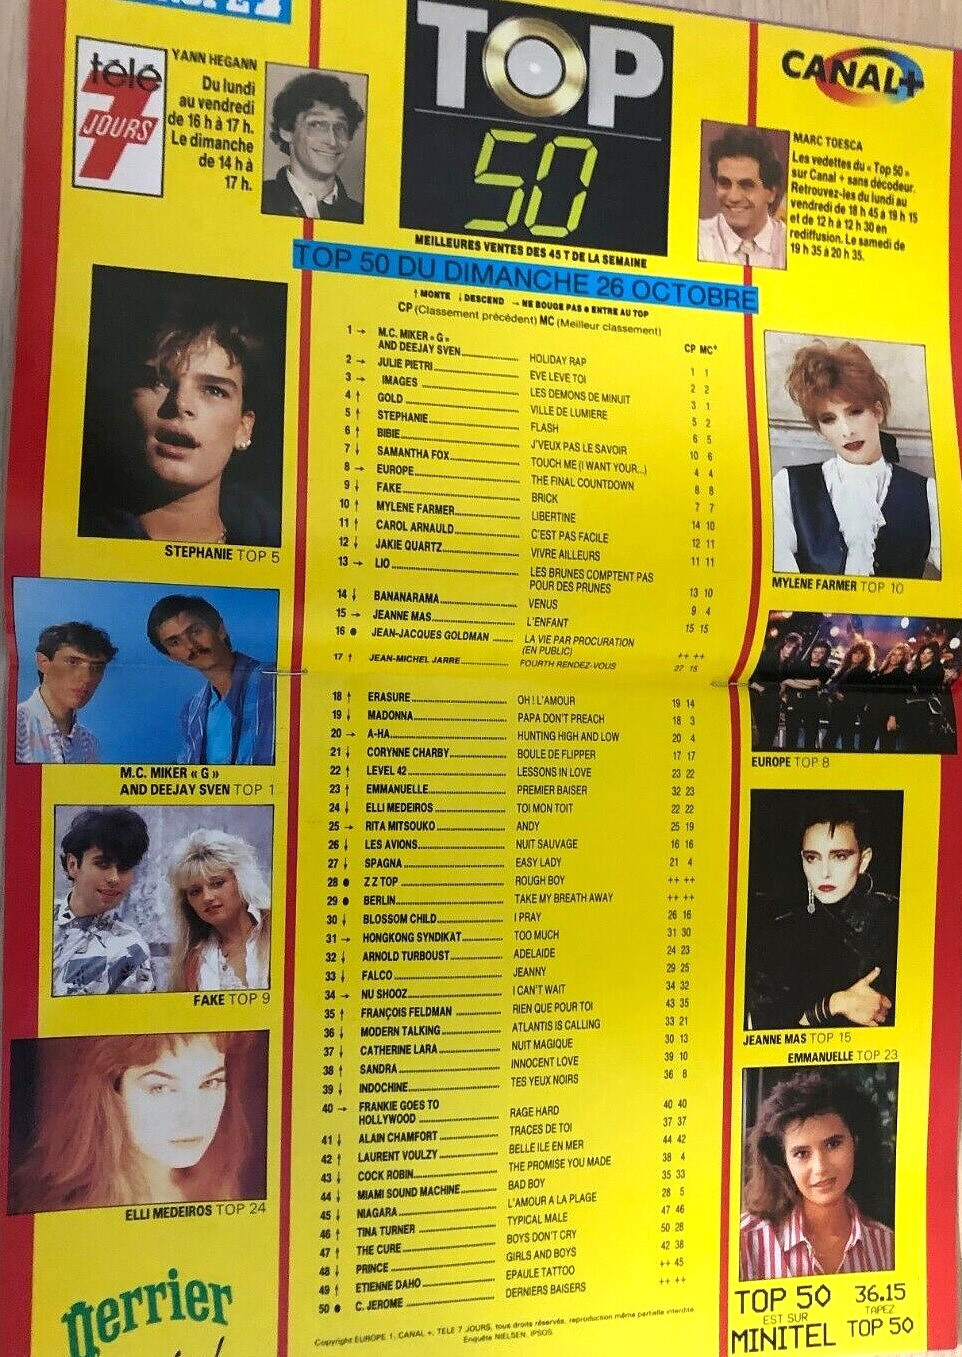 télé
7
JOURS
YANN HEGANN
Du lundi
au vendredi
de 16 h à 17 h.
Le dimanche
de 14 h à
17 h.
TOP
50
CANAL+
MARC TOESCA
Les vedettes du « Top 50 »
sur Canal + sans décodeur.
Retrouvez-les du lundi au
vendredi de 18 h 45 à 19 h 15
et de 12 h à 12 h 30 en
rediffusion. Le samedi de
19 h 35 à 20 h 35.
MEILLEURES VENTES DES 45 T DE LA SEMAINE
TOP 50 DU DIMANCHE 26 OCTOBRE
↑ MONTE ↓ DESCEND → NE BOUGE PAS ● ENTRE AU TOP
CP (Classement précédent) MC (Meilleur classement)
CP MC*
1 → M.C. MIKER « G »
AND DEEJAY SVEN HOLIDAY RAP 1 1
2 → JULIE PIETRI EVE LEVE TOI 2 2
3 → IMAGES LES DEMONS DE MINUIT 3 1
4 ↑ GOLD VILLE DE LUMIERE 5 2
5 ↑ STEPHANIE FLASH 6 5
6 ↑ BIBIE J'VEUX PAS LE SAVOIR 10 6
7 ↓ SAMANTHA FOX TOUCH ME (I WANT YOUR...) 4 4
8 → EUROPE THE FINAL COUNTDOWN 8 8
9 ↓ FAKE BRICK 7 7
10 ↑ MYLENE FARMER LIBERTINE 14 10
11 ↑ CAROL ARNAULD C'EST PAS FACILE 12 11
12 ↓ JAKIE QUARTZ VIVRE AILLEURS 11 11
13 → LIO LES BRUNES COMPTENT PAS
POUR DES PRUNES 13 10
14 ↓ BANANARAMA VENUS 9 4
15 → JEANNE MAS L'ENFANT 15 15
16 ● JEAN-JACQUES GOLDMAN LA VIE PAR PROCURATION
(EN PUBLIC) ++ ++
17 ↑ JEAN-MICHEL JARRE FOURTH RENDEZ-VOUS 27 15
18 ↑ ERASURE OH ! L'AMOUR 19 14
19 ↓ MADONNA PAPA DON'T PREACH 18 3
20 → A-HA HUNTING HIGH AND LOW 20 4
21 ↓ CORYNNE CHARBY BOULE DE FLIPPER 17 17
22 ↑ LEVEL 42 LESSONS IN LOVE 23 22
23 ↑ EMMANUELLE PREMIER BAISER 32 23
24 ↓ ELLI MEDEIROS TOI MON TOIT 22 22
25 → RITA MITSOUKO ANDY 25 19
26 ↓ LES AVIONS NUIT SAUVAGE 16 16
27 ↓ SPAGNA EASY LADY 21 4
28 ● Z Z TOP ROUGH BOY ++ ++
29 ● BERLIN TAKE MY BREATH AWAY ++ ++
30 ↓ BLOSSOM CHILD I PRAY 26 16
31 → HONGKONG SYNDIKAT TOO MUCH 31 30
32 ↓ ARNOLD TURBOUST ADELAIDE 24 23
33 ↓ FALCO JEANNY 29 25
34 → NU SHOOZ I CAN'T WAIT 34 32
35 ↑ FRANÇOIS FELDMAN RIEN QUE POUR TOI 43 35
36 ↓ MODERN TALKING ATLANTIS IS CALLING 33 21
37 ↓ CATHERINE LARA NUIT MAGIQUE 30 13
38 ↑ SANDRA INNOCENT LOVE 39 10
39 ↓ INDOCHINE TES YEUX NOIRS 36 8
40 → FRANKIE GOES TO
HOLLYWOOD RAGE HARD 40 40
41 ↓ ALAIN CHAMFORT TRACES DE TOI 37 37
42 ↑ LAURENT VOULZY BELLE ILE EN MER 44 42
43 ↓ COCK ROBIN THE PROMISE YOU MADE 38 4
44 ↓ MIAMI SOUND MACHINE BAD BOY 35 33
45 ↓ NIAGARA L'AMOUR A LA PLAGE 28 5
46 ↑ TINA TURNER TYPICAL MALE 47 46
47 ↑ THE CURE BOYS DON'T CRY 50 28
48 ↓ PRINCE GIRLS AND BOYS 42 38
49 ↑ ETIENNE DAHO EPAULE TATTOO ++ 45
50 ● C. JEROME DERNIERS BAISERS ++ ++
Copyright EUROPE 1, CANAL +, TELE 7 JOURS, tous droits réservés, reproduction même partielle interdite
Enquête NIELSEN, IPSOS.
STEPHANIE TOP 5
M.C. MIKER « G »
AND DEEJAY SVEN TOP 1
FAKE TOP 9
ELLI MEDEIROS TOP 24
perrier
MYLENE FARMER TOP 10
EUROPE TOP 8
JEANNE MAS TOP 15
EMMANUELLE TOP 23
TOP 50
EST SUR
MINITEL
36.15
TAPEZ
TOP 50